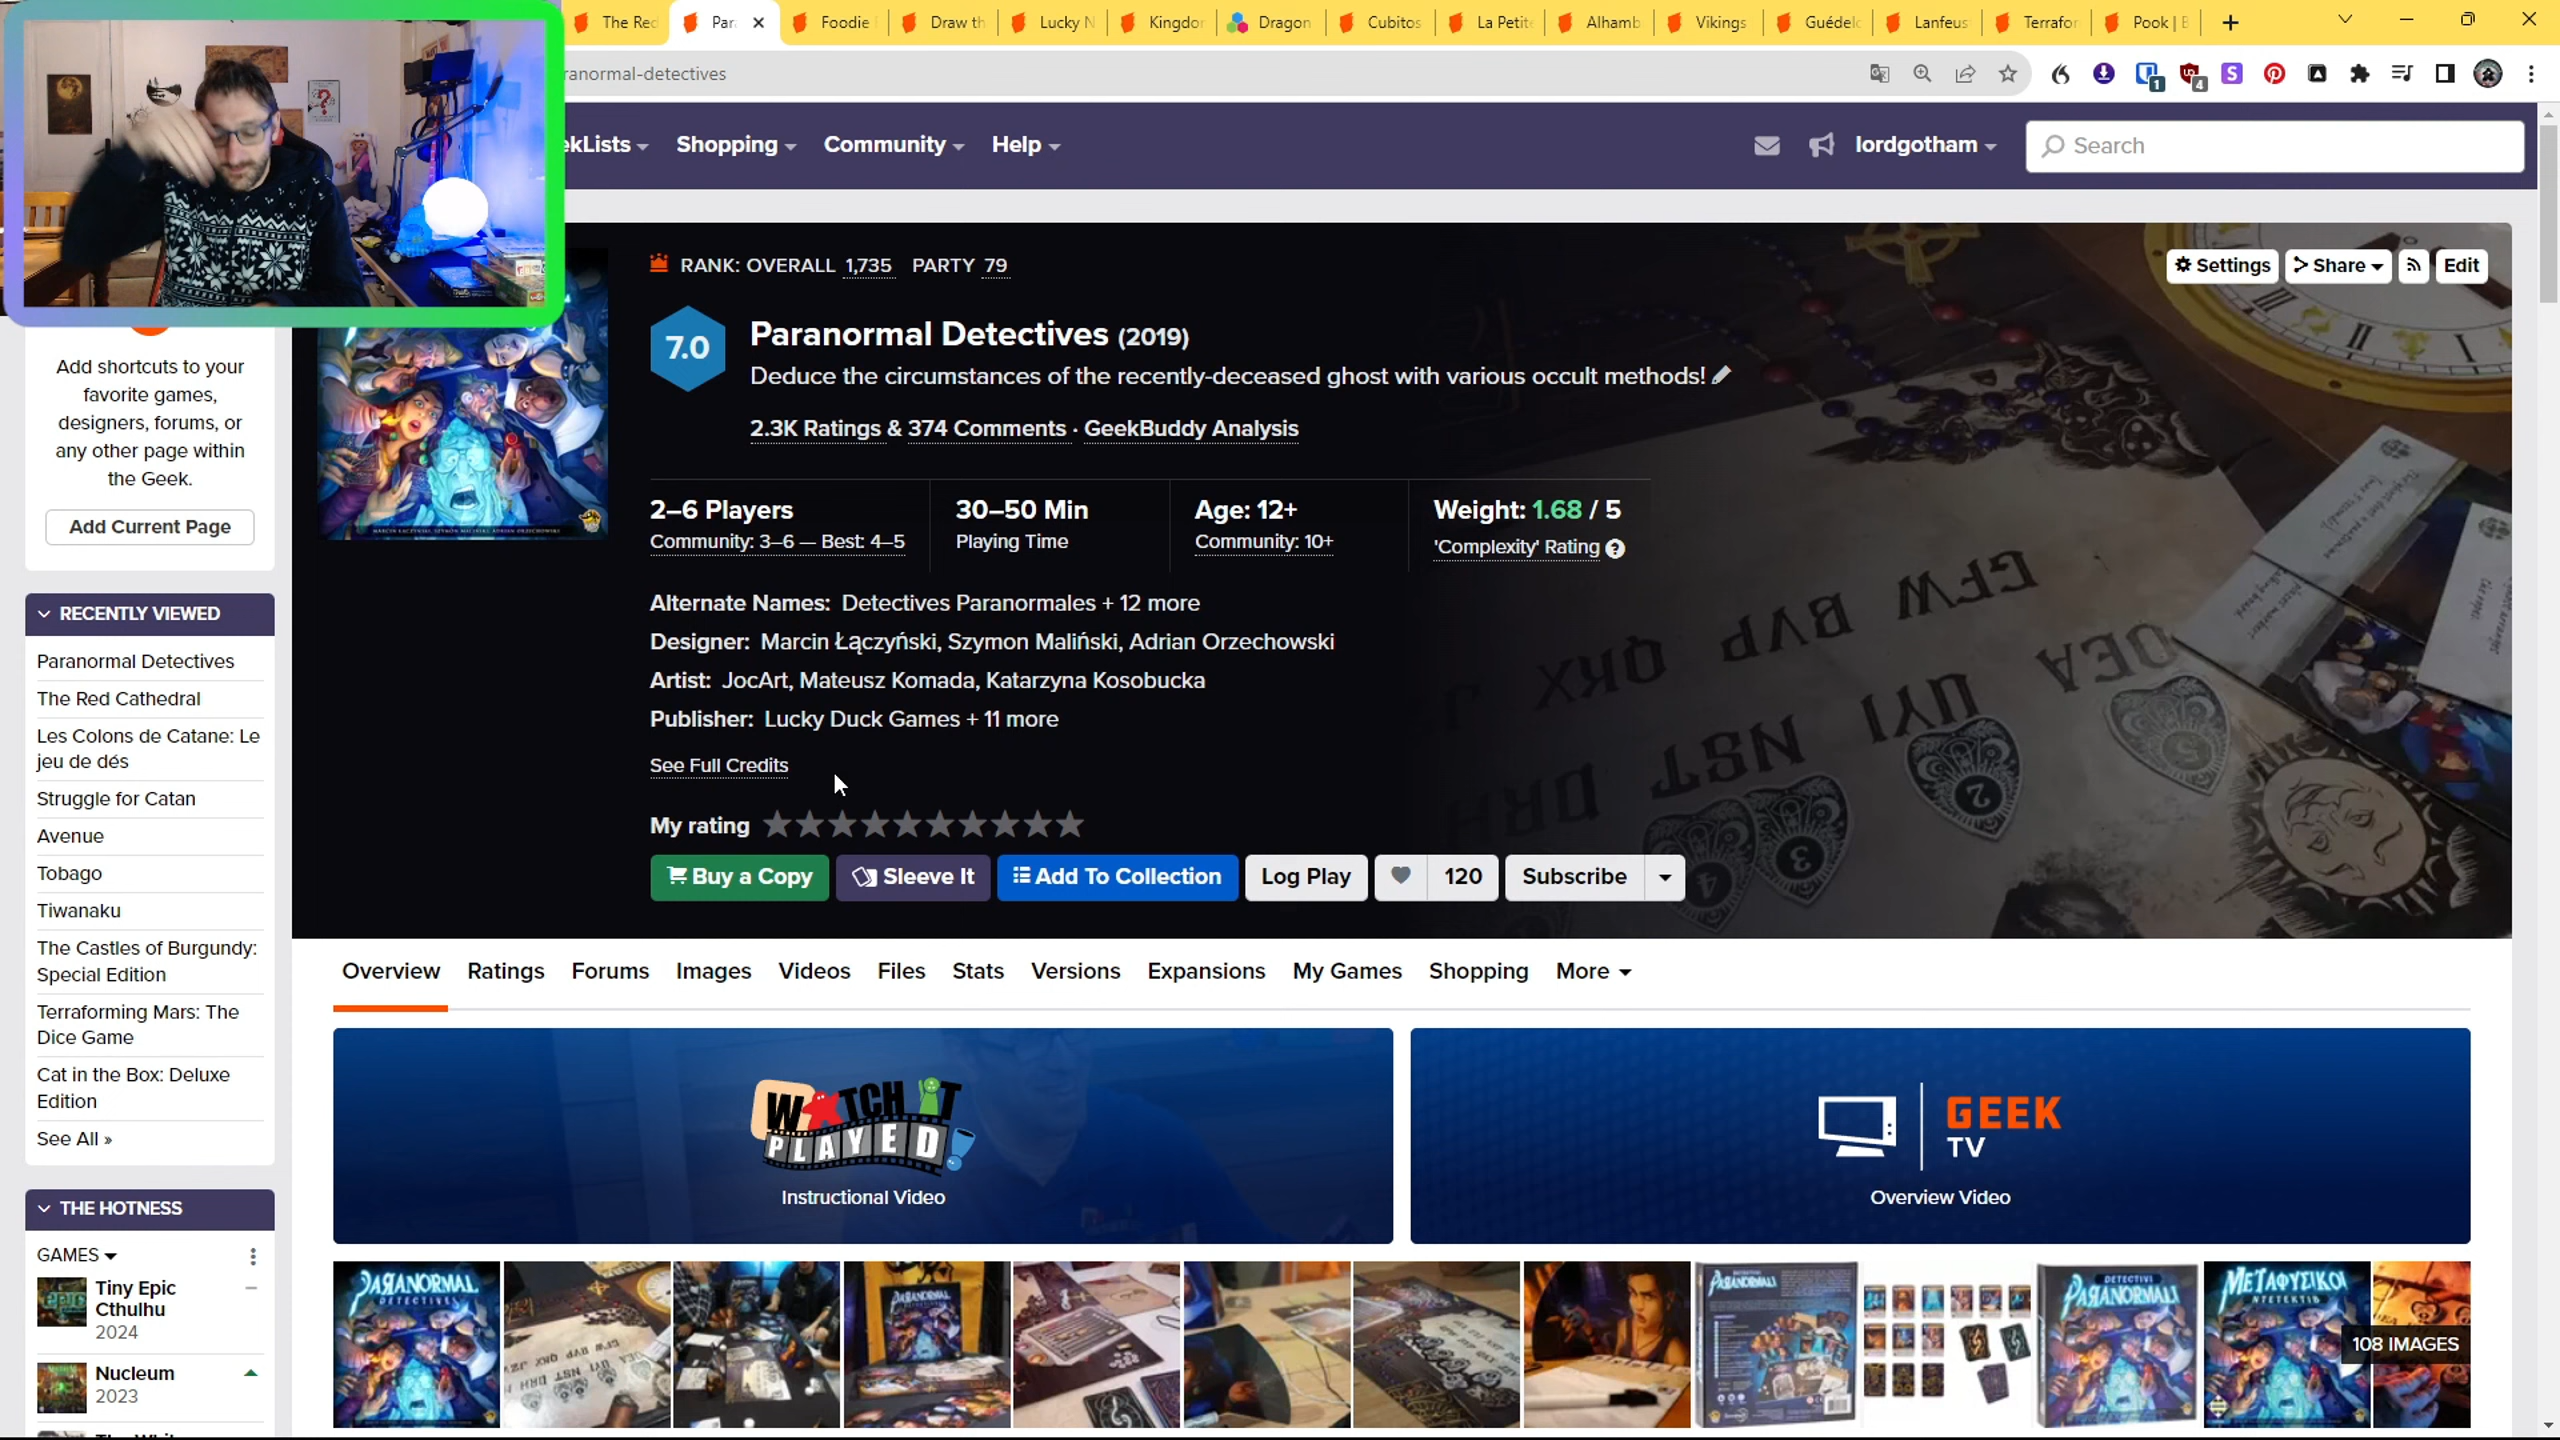 The Red
Par
Foodie
Draw th
Lucky N
Kingdo
Dragon
Cubitos
La Petit
Alhamb
Vikings
Guédel
Lanfeus
Terrafor
Pook | B
ranormal-detectives
ekLists
Shopping
Community
Help
lordgotham
Search
RANK: OVERALL 1,735 PARTY 79
Settings
Share
Edit
7.0
Paranormal Detectives (2019)
Deduce the circumstances of the recently-deceased ghost with various occult methods!
2.3K Ratings & 374 Comments · GeekBuddy Analysis
2–6 Players
Community: 3–6 — Best: 4–5
30–50 Min
Playing Time
Age: 12+
Community: 10+
Weight: 1.68 / 5
'Complexity' Rating
Alternate Names: Detectives Paranormales + 12 more
Designer: Marcin Łączyński, Szymon Maliński, Adrian Orzechowski
Artist: JocArt, Mateusz Komada, Katarzyna Kosobucka
Publisher: Lucky Duck Games + 11 more
See Full Credits
My rating
Buy a Copy
Sleeve It
Add To Collection
Log Play
120
Subscribe
Add shortcuts to your
favorite games,
designers, forums, or
any other page within
the Geek.
Add Current Page
RECENTLY VIEWED
Paranormal Detectives
The Red Cathedral
Les Colons de Catane: Le
jeu de dés
Struggle for Catan
Avenue
Tobago
Tiwanaku
The Castles of Burgundy:
Special Edition
Terraforming Mars: The
Dice Game
Cat in the Box: Deluxe
Edition
See All »
THE HOTNESS
GAMES
Tiny Epic
Cthulhu
2024
Nucleum
2023
Overview
Ratings
Forums
Images
Videos
Files
Stats
Versions
Expansions
My Games
Shopping
More
WATCH IT
PLAYED!
Instructional Video
GEEK
TV
Overview Video
PARANORMAL
DETECTIVES
108 IMAGES